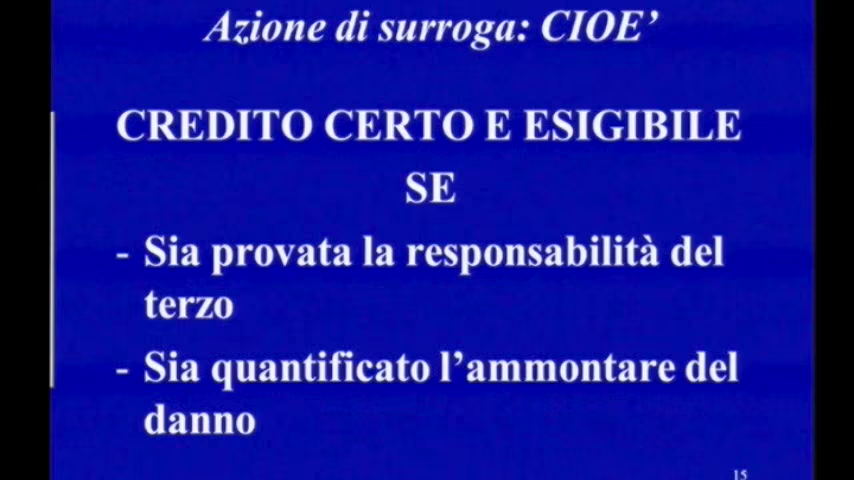 Azione di surroga: CIOE’
CREDITO CERTO E ESIGIBILE
SE
- Sia provata la responsabilità del
terzo
- Sia quantificato l’ammontare del
danno
15